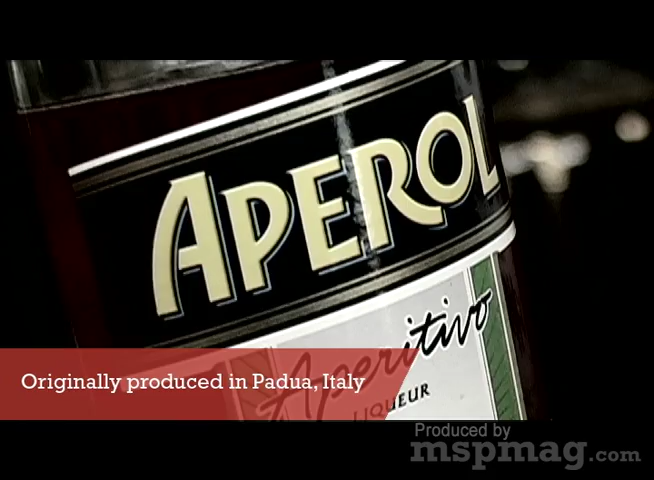 APEROL
Aperitivo
LIQUEUR
Originally produced in Padua, Italy
Produced by
mspmag.com